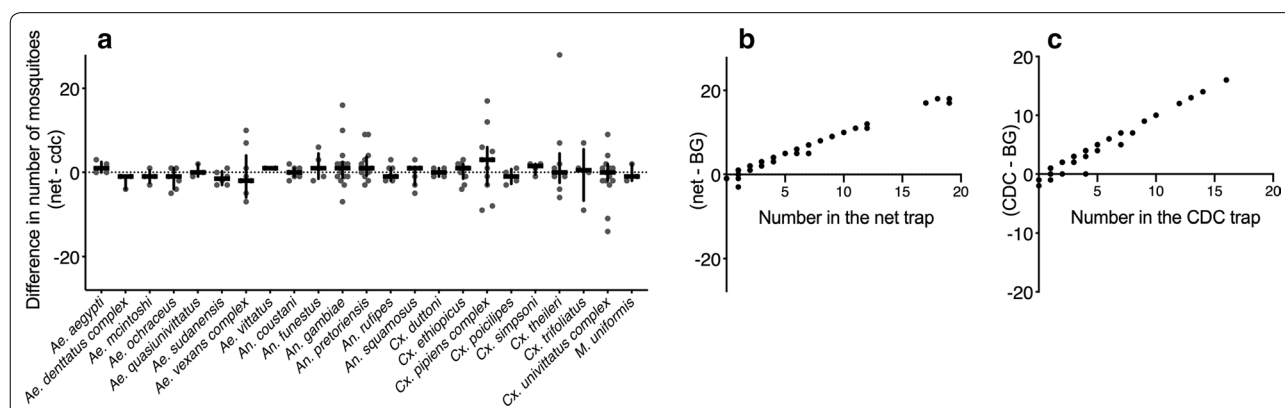 a
Difference in number of mosquitoes
(net - cdc)
20
0
-20
Ae. aegypti
Ae. denttatus complex
Ae. mcintoshi
Ae. ochraceus
Ae. quasiunivittatus
Ae. sudanensis
Ae. vexans complex
Ae. vittatus
An. coustani
An. funestus
An. gambiae
An. pretoriensis
An. rufipes
An. squamosus
Cx. duttoni
Cx. ethiopicus
Cx. pipiens complex
Cx. poicilipes
Cx. simpsoni
Cx. theileri
Cx. trifoliatus
Cx. univittatus complex
M. uniformis
b
(net - BG)
20
0
-20
5 10 15 20
Number in the net trap
c
(CDC - BG)
20
10
0
-10
-20
5 10 15 20
Number in the CDC trap